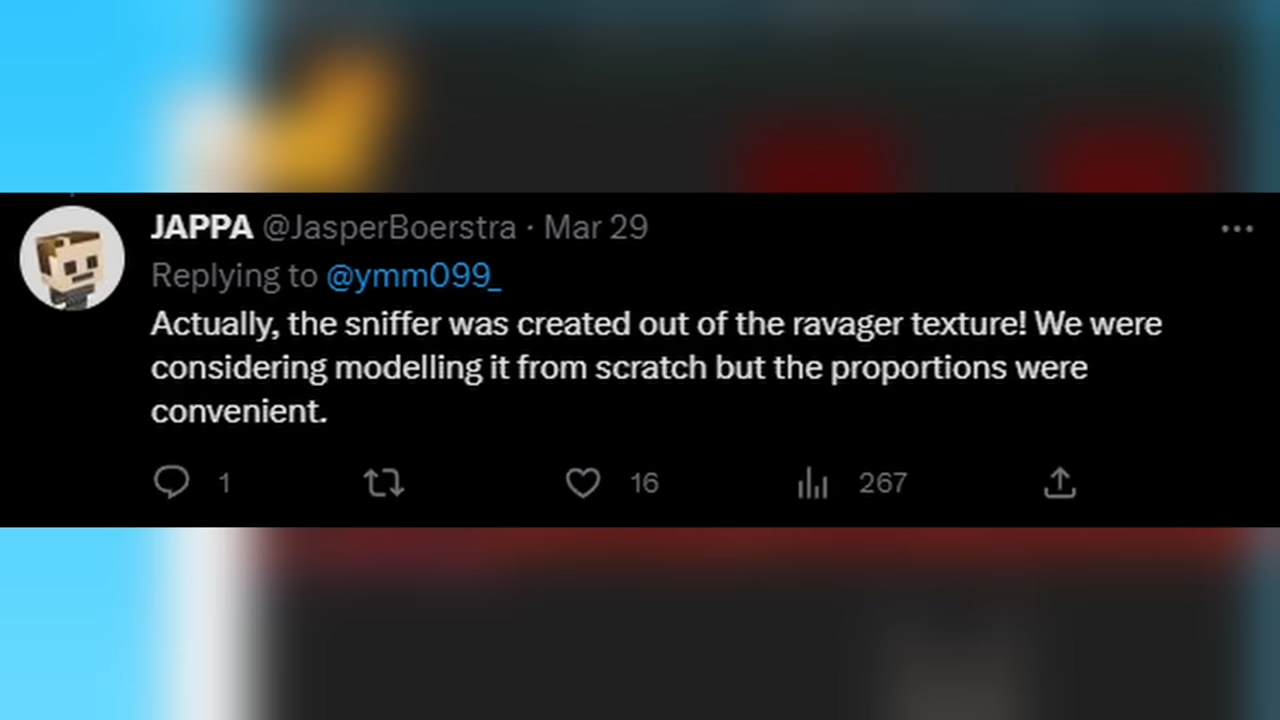 JAPPA @JasperBoerstra · Mar 29
Replying to @ymm099_
Actually, the sniffer was created out of the ravager texture! We were
considering modelling it from scratch but the proportions were
convenient.
1 16 267